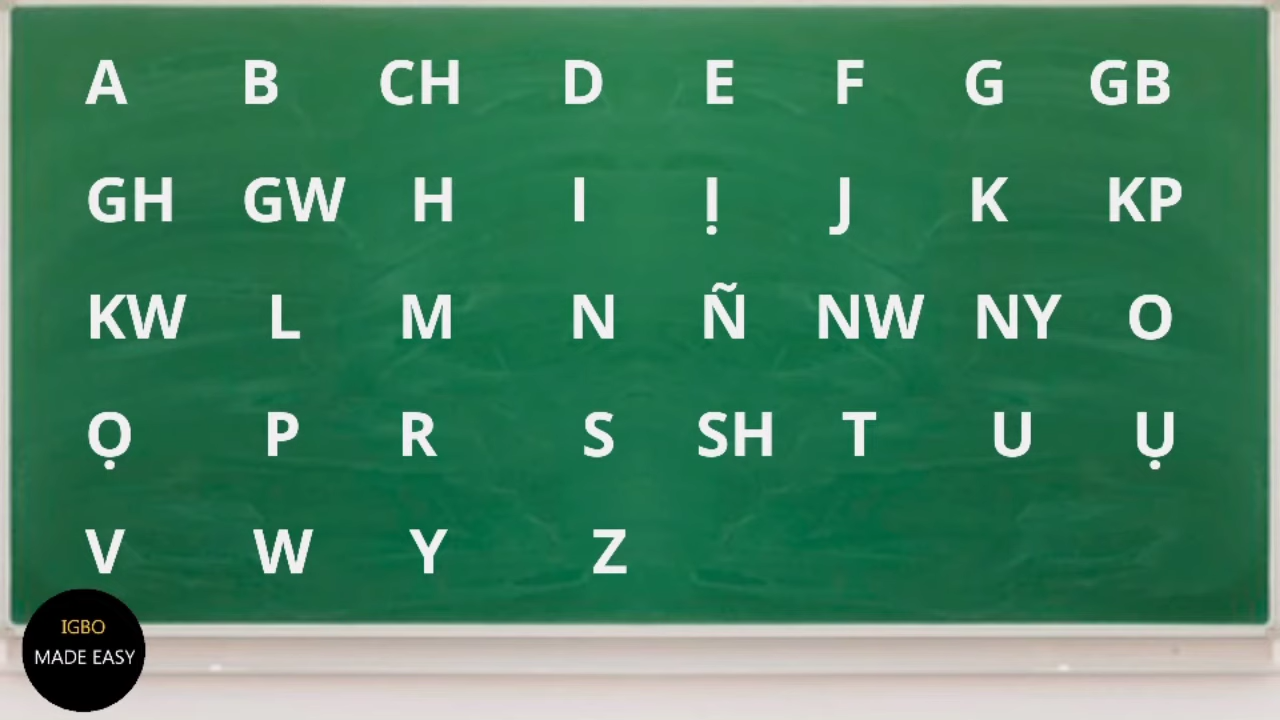 A B CH D E F G GB
GH GW H I Ị J K KP
KW L M N Ñ NW NY O
Ọ P R S SH T U Ụ
V W Y Z
IGBO
MADE EASY